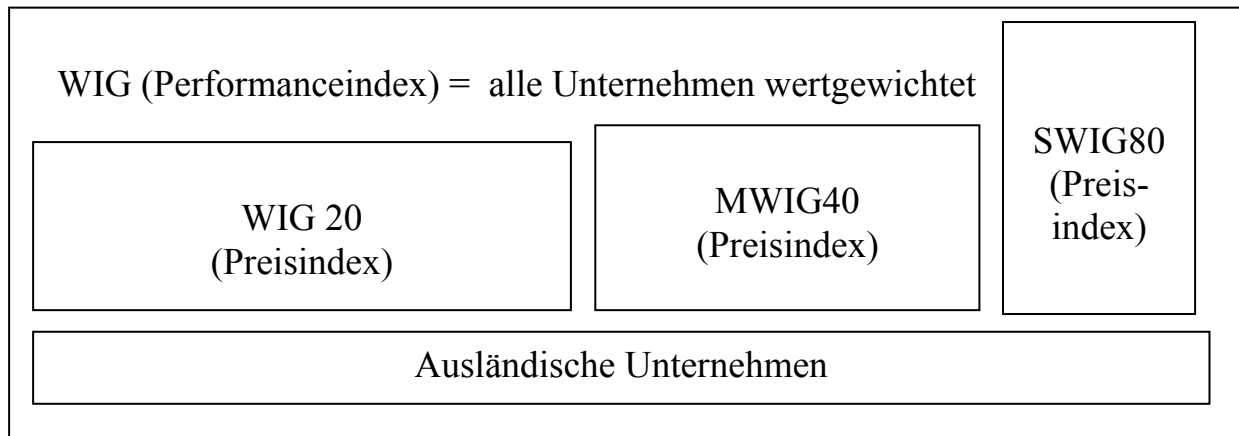 WIG (Performanceindex) = alle Unternehmen wertgewichtet
WIG 20
(Preisindex)
MWIG40
(Preisindex)
SWIG80
(Preis-
index)
Ausländische Unternehmen